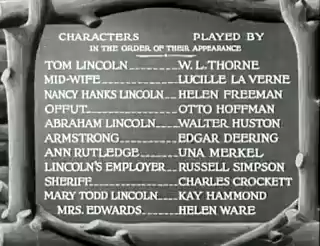 CHARACTERS PLAYED BY
IN THE ORDER OF THEIR APPEARANCE
TOM LINCOLN W. L. THORNE
MID-WIFE LUCILLE LA VERNE
NANCY HANKS LINCOLN HELEN FREEMAN
OFFUT OTTO HOFFMAN
ABRAHAM LINCOLN WALTER HUSTON
ARMSTRONG EDGAR DEERING
ANN RUTLEDGE UNA MERKEL
LINCOLN'S EMPLOYER RUSSELL SIMPSON
SHERIFF CHARLES CROCKETT
MARY TODD LINCOLN KAY HAMMOND
MRS. EDWARDS HELEN WARE